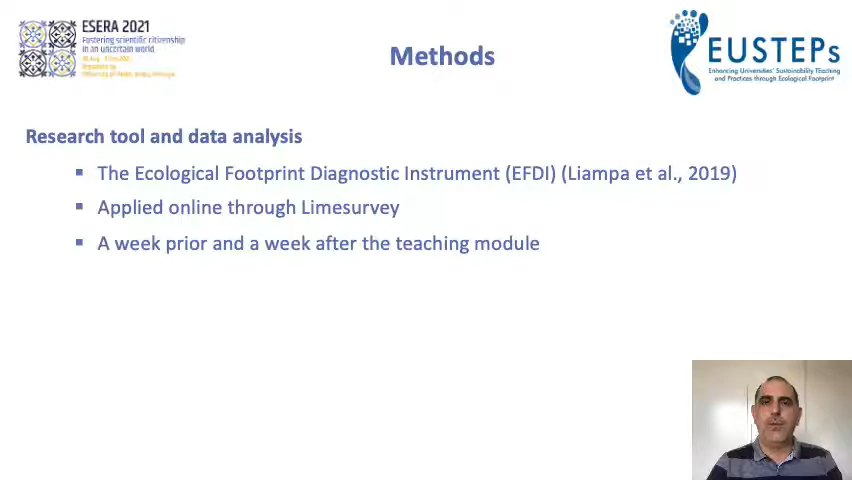 ESERA 2021
Fostering scientific citizenship
in an uncertain world
Methods
EUSTEPs
Enhancing Universities' Sustainability TEaching
and Practices through Ecological Footprint
Research tool and data analysis
▪ The Ecological Footprint Diagnostic Instrument (EFDI) (Liampa et al., 2019)
▪ Applied online through Limesurvey
▪ A week prior and a week after the teaching module